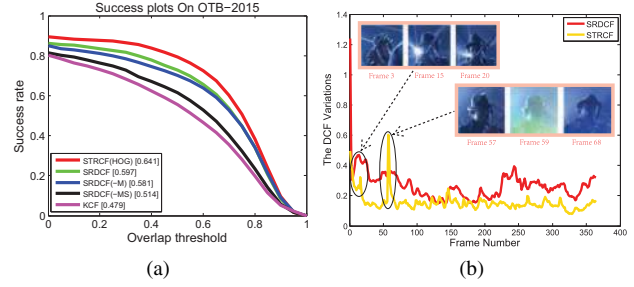 Success plots On OTB−2015
Success rate
1
0.8
0.6
0.4
0.2
0
STRCF(HOG) [0.641]
SRDCF [0.597]
SRDCF(−M) [0.581]
SRDCF(−MS) [0.514]
KCF [0.479]
0 0.2 0.4 0.6 0.8 1
Overlap threshold
(a)
The DCF Variations
1.4
1.2
1
0.8
0.6
0.4
0.2
0
SRDCF
STRCF
Frame 3 Frame 15 Frame 20
Frame 57 Frame 59 Frame 68
0 50 100 150 200 250 300 350 400
Frame Number
(b)